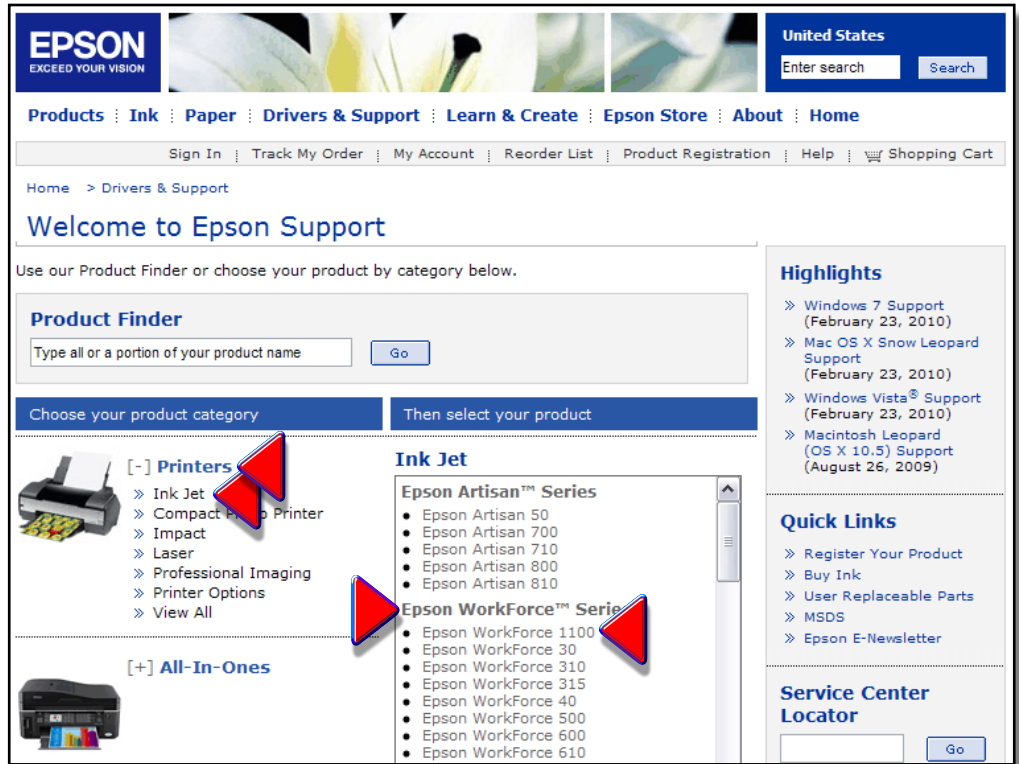 EPSON
EXCEED YOUR VISION
United States
Enter search
Search
Products Ink Paper Drivers & Support Learn & Create Epson Store About Home
Sign In Track My Order My Account Reorder List Product Registration Help Shopping Cart
Home > Drivers & Support
Welcome to Epson Support
Use our Product Finder or choose your product by category below.
Product Finder
Type all or a portion of your product name
Go
Choose your product category
[-] Printers
» Ink Jet
» Compact Photo Printer
» Impact
» Laser
» Professional Imaging
» Printer Options
» View All
[+] All-In-Ones
Then select your product
Ink Jet
Epson Artisan™ Series
• Epson Artisan 50
• Epson Artisan 700
• Epson Artisan 710
• Epson Artisan 800
• Epson Artisan 810
Epson WorkForce™ Series
• Epson WorkForce 1100
• Epson WorkForce 30
• Epson WorkForce 310
• Epson WorkForce 315
• Epson WorkForce 40
• Epson WorkForce 500
• Epson WorkForce 600
• Epson WorkForce 610
Highlights
» Windows 7 Support
(February 23, 2010)
» Mac OS X Snow Leopard
Support
(February 23, 2010)
» Windows Vista® Support
(February 23, 2010)
» Macintosh Leopard
(OS X 10.5) Support
(August 26, 2009)
Quick Links
» Register Your Product
» Buy Ink
» User Replaceable Parts
» MSDS
» Epson E-Newsletter
Service Center
Locator
Go